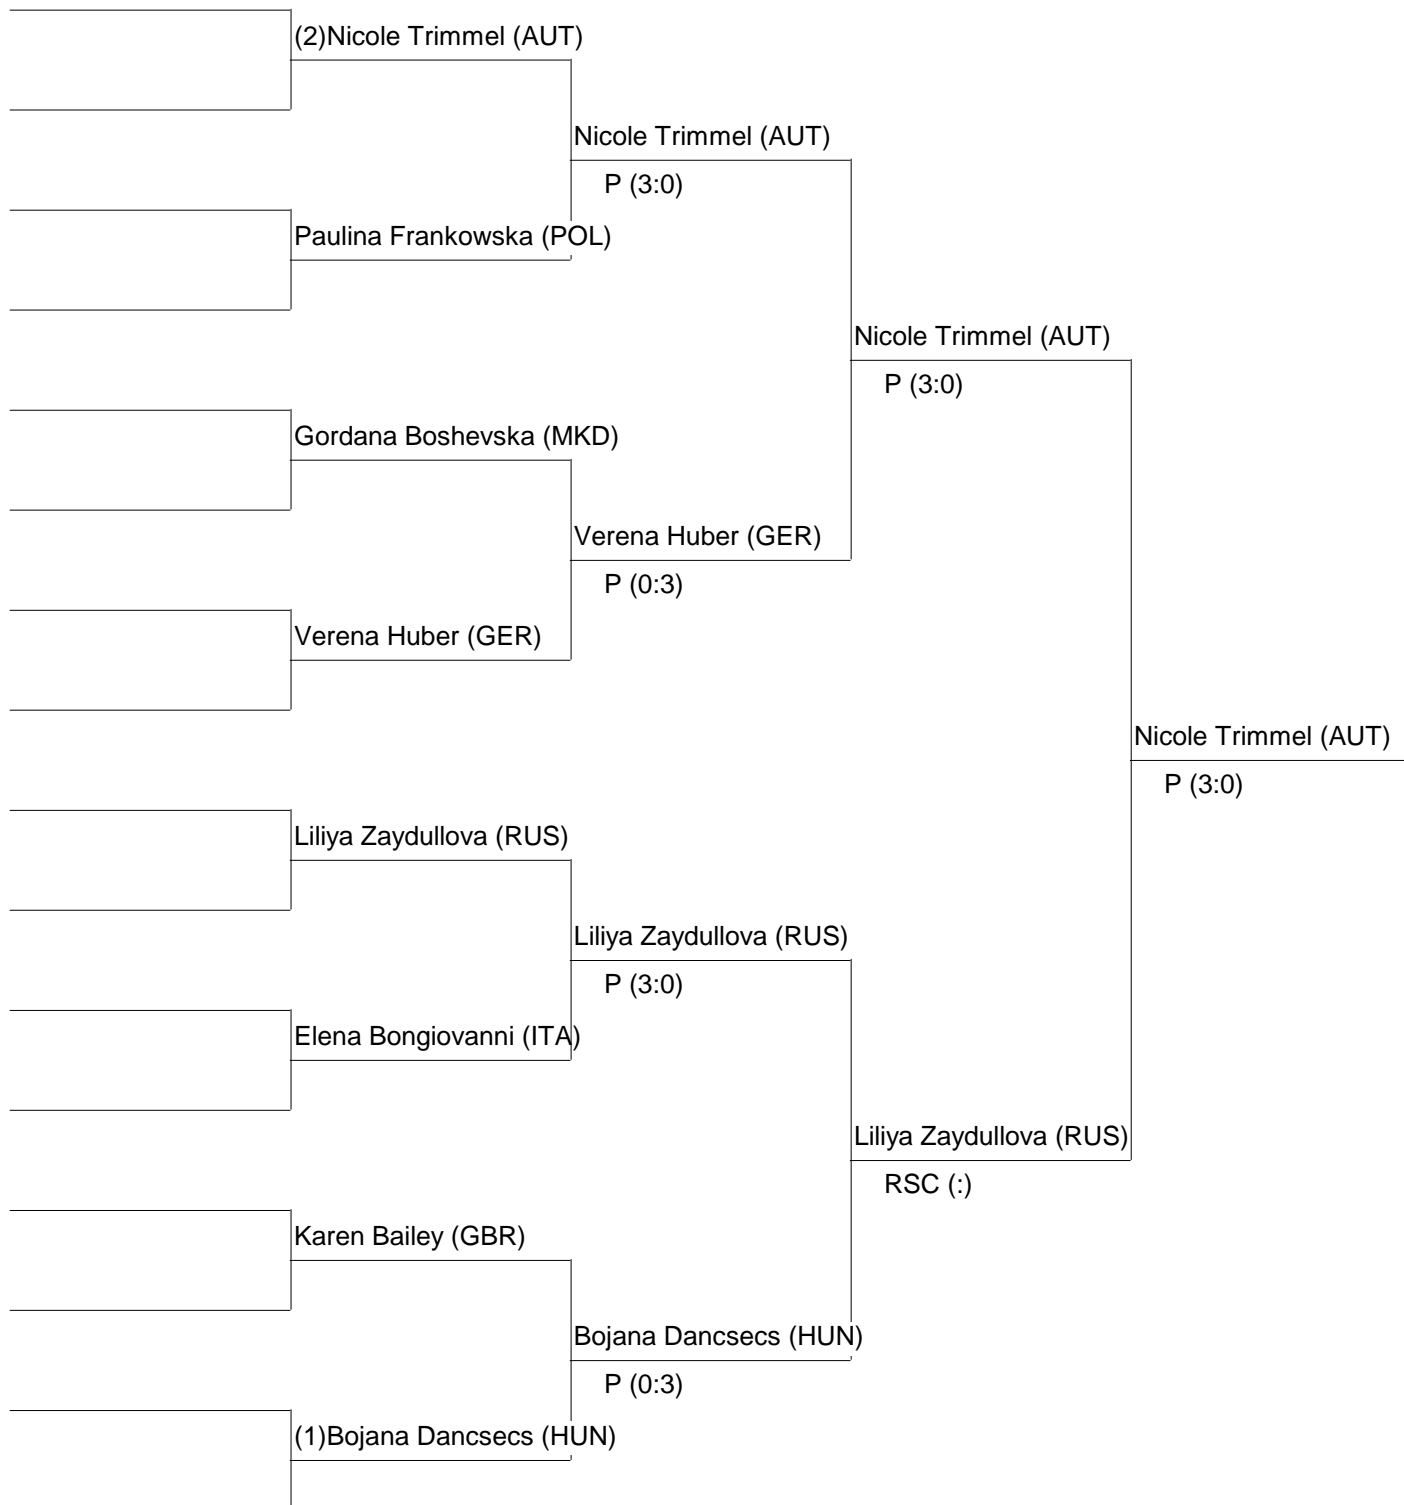 (2)Nicole Trimmel (AUT)
Nicole Trimmel (AUT)
P (3:0)
Paulina Frankowska (POL)
Nicole Trimmel (AUT)
P (3:0)
Gordana Boshevska (MKD)
Verena Huber (GER)
P (0:3)
Verena Huber (GER)
Nicole Trimmel (AUT)
P (3:0)
Liliya Zaydullova (RUS)
Liliya Zaydullova (RUS)
P (3:0)
Elena Bongiovanni (ITA)
Liliya Zaydullova (RUS)
RSC (:)
Karen Bailey (GBR)
Bojana Dancsecs (HUN)
P (0:3)
(1)Bojana Dancsecs (HUN)